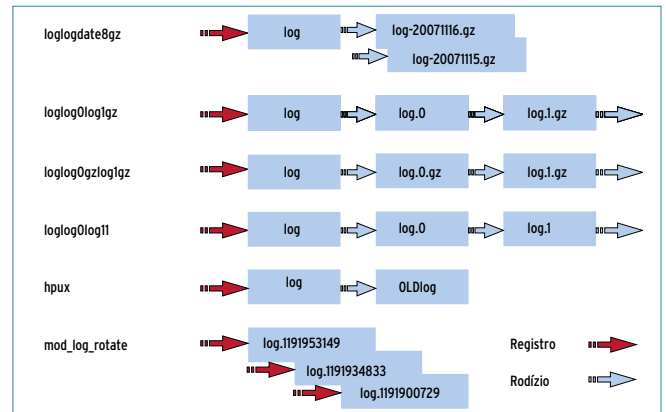 loglogdate8gz log log-20071116.gz
log-20071115.gz
loglog0log1gz log log.0 log.1.gz
loglog0gzlog1gz log log.0.gz log.1.gz
loglog0log11 log log.0 log.1
hpux log OLDlog
mod_log_rotate log.1191953149
log.1191934833
log.1191900729
Registro
Rodízio